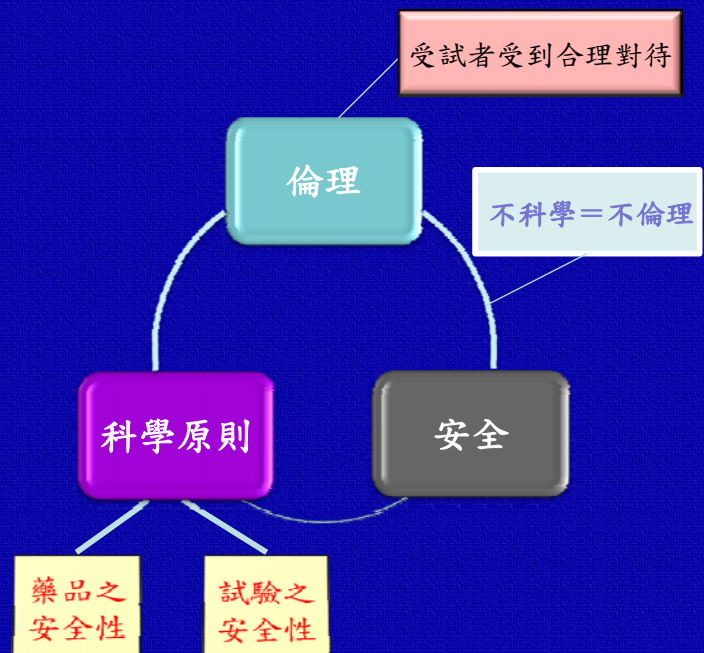 受試者受到合理對待
倫理
不科學＝不倫理
科學原則
安全
藥品之
安全性
試驗之
安全性